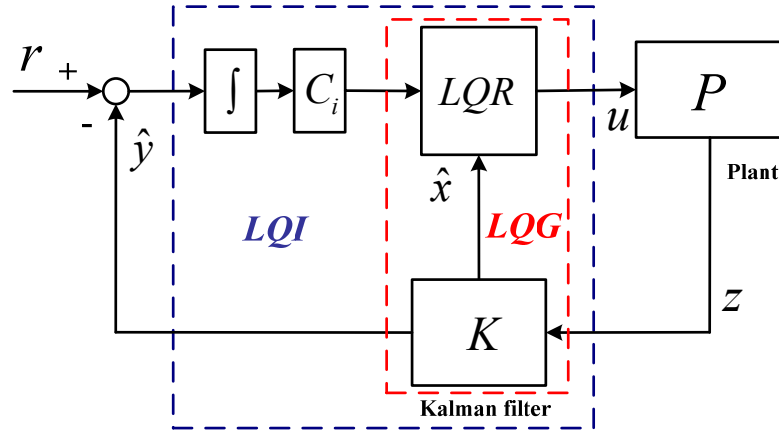 r
+
-
ŷ
∫
C_i
LQR
u
P
Plant
x̂
LQI
LQG
z
K
Kalman filter